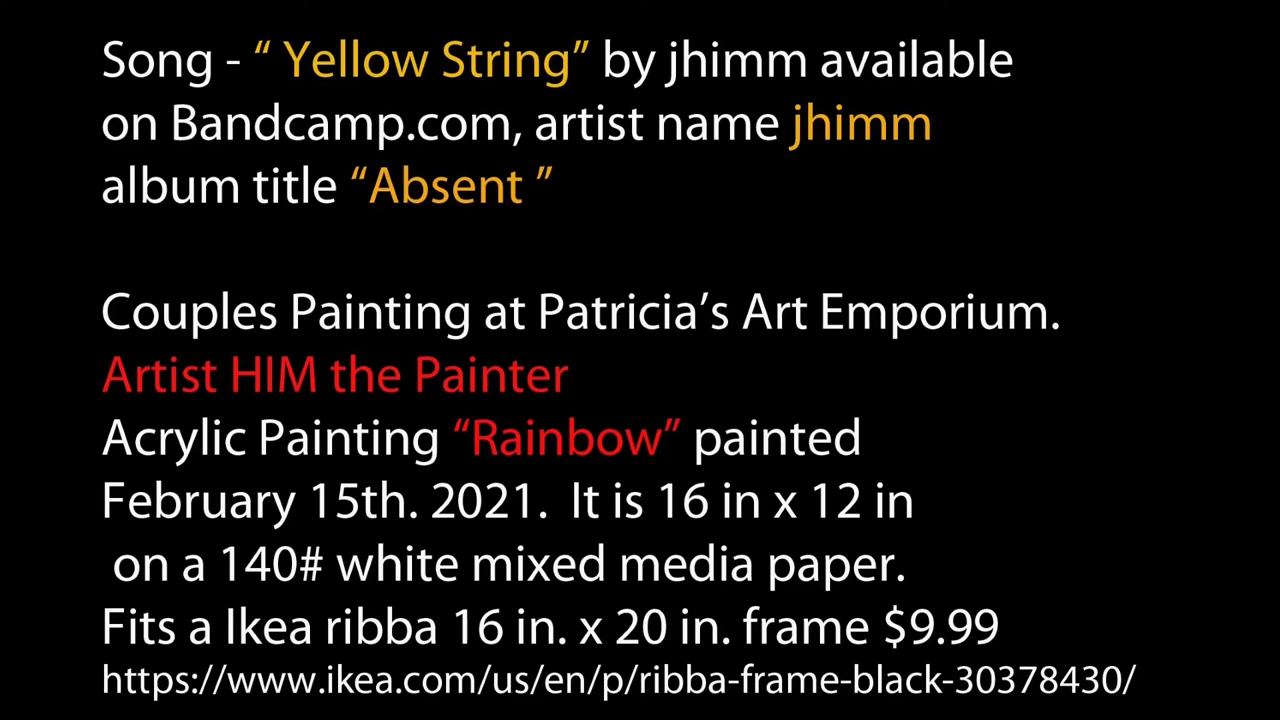 Song - “ Yellow String” by jhimm available
on Bandcamp.com, artist name jhimm
album title “Absent ”
Couples Painting at Patricia’s Art Emporium.
Artist HIM the Painter
Acrylic Painting “Rainbow” painted
February 15th. 2021. It is 16 in x 12 in
on a 140# white mixed media paper.
Fits a Ikea ribba 16 in. x 20 in. frame $9.99
https://www.ikea.com/us/en/p/ribba-frame-black-30378430/